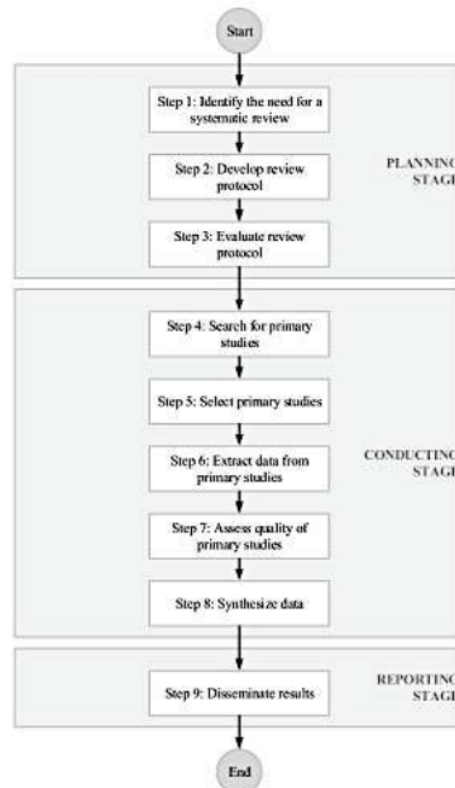 Start
Step 1: Identify the need for a
systematic review
Step 2: Develop review
protocol
Step 3: Evaluate review
protocol
PLANNING
STAGE
Step 4: Search for primary
studies
Step 5: Select primary studies
Step 6: Extract data from
primary studies
Step 7: Assess quality of
primary studies
Step 8: Synthesize data
CONDUCTING
STAGE
Step 9: Disseminate results
REPORTING
STAGE
End